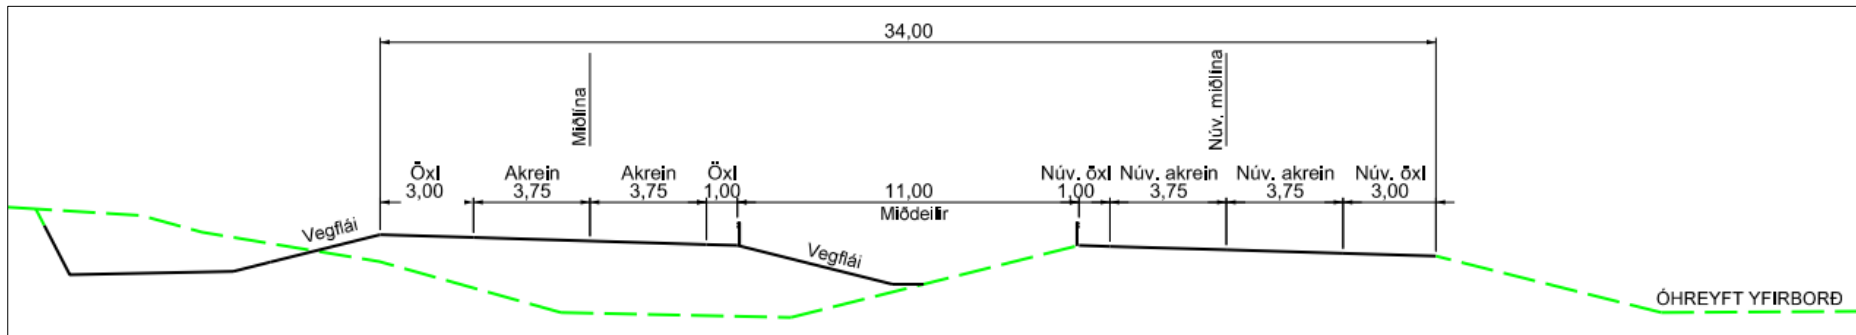 34,00
Miðlína
Núv. miðlína
Öxl Akrein Akrein Öxl Núv. öxl Núv. akrein Núv. akrein Núv. öxl
3,00 3,75 3,75 1,00 11,00 1,00 3,75 3,75 3,00
Miðdeilir
Vegflái
Vegflái
ÓHREYFT YFIRBORÐ